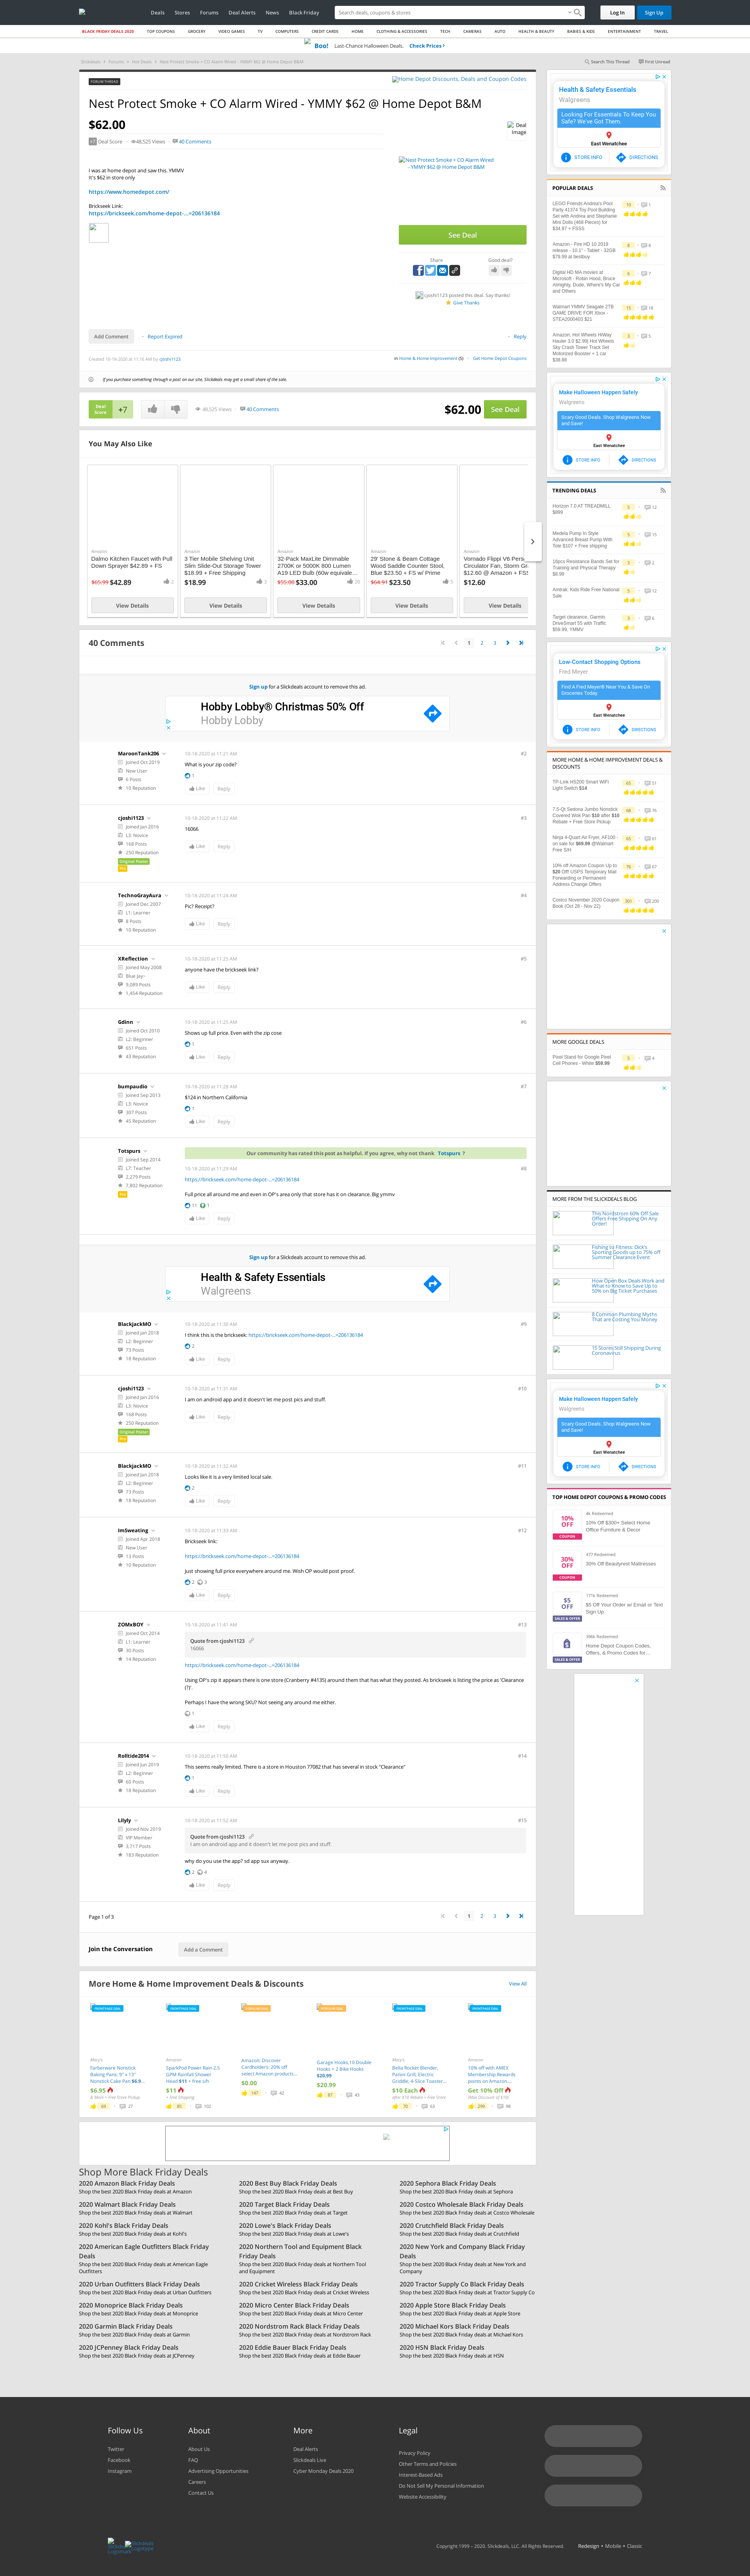 Deals Stores Forums Deal Alerts News Black Friday
Search deals, coupons & stores
Log In
Sign Up
BLACK FRIDAY DEALS 2020 TOP COUPONS GROCERY VIDEO GAMES TV COMPUTERS CREDIT CARDS HOME CLOTHING & ACCESSORIES TECH CAMERAS AUTO HEALTH & BEAUTY BABIES & KIDS ENTERTAINMENT TRAVEL
Boo! Last-Chance Halloween Deals. Check Prices
Slickdeals Forums Hot Deals Nest Protect Smoke + CO Alarm Wired - YMMY $62 @ Home Depot B&M
Search This Thread First Unread
FORUM THREAD
Home Depot Discounts, Deals and Coupon Codes
Nest Protect Smoke + CO Alarm Wired - YMMY $62 @ Home Depot B&M
$62.00
Deal Image
+7 Deal Score 48,525 Views 40 Comments
Nest Protect Smoke + CO Alarm Wired - YMMY $62 @ Home Depot B&M
I was at home depot and saw this. YMMV
It's $62 in store only
https://www.homedepot.com/
Brickseek Link:
https://brickseek.com/home-depot-...=206136184
See Deal
Share
Good deal?
cjoshi1123 posted this deal. Say thanks!
Give Thanks
Add Comment
Report Expired
Reply
Created 10-18-2020 at 11:16 AM by cjoshi1123
in Home & Home Improvement (5) Get Home Depot Coupons
If you purchase something through a post on our site, Slickdeals may get a small share of the sale.
Deal Score +7
48,525 Views 40 Comments
$62.00 See Deal
You May Also Like
Amazon
Dalmo Kitchen Faucet with Pull Down Sprayer $42.89 + FS
$65.99 $42.89 2
View Details
Amazon
3 Tier Mobile Shelving Unit Slim Slide-Out Storage Tower $18.99 + Free Shipping
$18.99
View Details
Amazon
32-Pack MaxLite Dimmable 2700K or 5000K 800 Lumen A19 LED Bulb (60w equivale...
$55.00 $33.00 20
View Details
Amazon
29' Stone & Beam Cottage Wood Saddle Counter Stool, Blue $23.50 + FS w/ Prime
$64.91 $23.50 5
View Details
Amazon
Vornado Flippi V6 Pers
Circulator Fan, Storm Gr
$12.60 @ Amazon + FS
$12.60
View Details
40 Comments
1 2 3
Sign up for a Slickdeals account to remove this ad.
Hobby Lobby® Christmas 50% Off
Hobby Lobby
MaroonTank206
Joined Oct 2019
New User
6 Posts
10 Reputation
10-18-2020 at 11:21 AM #2
What is your zip code?
1
Like Reply
cjoshi1123
Joined Jan 2016
L3: Novice
168 Posts
250 Reputation
Original Poster
Pro
10-18-2020 at 11:22 AM #3
16066
Like Reply
TechnoGrayAura
Joined Dec 2007
L1: Learner
8 Posts
10 Reputation
10-18-2020 at 11:24 AM #4
Pic? Receipt?
Like Reply
XReflection
Joined May 2008
Blue Jay~
9,089 Posts
1,454 Reputation
10-18-2020 at 11:25 AM #5
anyone have the brickseek link?
Like Reply
Gdinn
Joined Oct 2010
L2: Beginner
651 Posts
43 Reputation
10-18-2020 at 11:25 AM #6
Shows up full price. Even with the zip cose
1
Like Reply
bumpaudio
Joined Sep 2013
L3: Novice
307 Posts
45 Reputation
10-18-2020 at 11:28 AM #7
$124 in Northern California
1
Like Reply
Totspurs
Joined Sep 2014
L7: Teacher
2,279 Posts
7,802 Reputation
Pro
Our community has rated this post as helpful. If you agree, why not thank Totspurs ?
10-18-2020 at 11:29 AM #8
https://brickseek.com/home-depot-...=206136184
Full price all around me and even in OP's area only that store has it on clearance. Big ymmv
11 1
Like Reply
Sign up for a Slickdeals account to remove this ad.
Health & Safety Essentials
Walgreens
BlackjackMO
Joined Jan 2018
L2: Beginner
73 Posts
18 Reputation
10-18-2020 at 11:30 AM #9
I think this is the brickseek: https://brickseek.com/home-depot-...=206136184
2
Like Reply
cjoshi1123
Joined Jan 2016
L3: Novice
168 Posts
250 Reputation
Original Poster
Pro
10-18-2020 at 11:31 AM #10
I am on android app and it doesn't let me post pics and stuff.
Like Reply
BlackjackMO
Joined Jan 2018
L2: Beginner
73 Posts
18 Reputation
10-18-2020 at 11:32 AM #11
Looks like it is a very limited local sale.
2
Like Reply
ImSweating
Joined Apr 2018
New User
13 Posts
10 Reputation
10-18-2020 at 11:33 AM #12
Brickseek link:
https://brickseek.com/home-depot-...=206136184
Just showing full price everywhere around me. Wish OP would post proof.
2 3
Like Reply
ZOMxBOY
Joined Oct 2014
L1: Learner
30 Posts
14 Reputation
10-18-2020 at 11:41 AM #13
Quote from cjoshi1123
16066
https://brickseek.com/home-depot-...=206136184
Using OP's zip it appears there is one store (Cranberry #4135) around them that has what they posted. As brickseek is listing the price as 'Clearance (?)'.
Perhaps I have the wrong SKU? Not seeing any around me either.
1
Like Reply
Rolltide2014
Joined Jun 2019
L2: Beginner
60 Posts
18 Reputation
#14
This seems really limited. There is a store in Houston 77082 that has several in stock "Clearance"
1
Like Reply
Lilyly
Joined Nov 2019
VIP Member
3,717 Posts
183 Reputation
10-18-2020 at 11:52 AM #15
Quote from cjoshi1123
I am on android app and it doesn't let me post pics and stuff.
why do you use the app? sd app sux anyway.
2 4
Like Reply
Page 1 of 3
1 2 3
Join the Conversation
Add a Comment
More Home & Home Improvement Deals & Discounts
View All
FRONTPAGE DEAL
Macy's
Farberware Nonstick Baking Pans: 9" x 13" Nonstick Cake Pan $6.9...
$6.95
27
FRONTPAGE DEAL
Amazon
SparkPod Power Rain 2.5 GPM Rainfall Shower Head $11 + free s/h
$11
+ Free Shipping
Amazon: Discover Cardholders: 20% off select Amazon products...
$0.00
147 42
Garage Hooks,10 Double Hooks + 2 Bike Hooks $20.99
$20.99
87 43
FRONTPAGE DEAL
Macy's
Bella Rocket Blender, Panini Grill, Electric Griddle, 4-Slice Toaster...
$10 Each
FRONTPAGE DEAL
Amazon
10% off with AMEX Membership Rewards points on Amazon...
Get 10% Off
Shop More Black Friday Deals
2020 Amazon Black Friday Deals
Shop the best 2020 Black Friday deals at Amazon
2020 Best Buy Black Friday Deals
Shop the best 2020 Black Friday deals at Best Buy
2020 Sephora Black Friday Deals
Shop the best 2020 Black Friday deals at Sephora
2020 Walmart Black Friday Deals
Shop the best 2020 Black Friday deals at Walmart
2020 Target Black Friday Deals
Shop the best 2020 Black Friday deals at Target
2020 Costco Wholesale Black Friday Deals
Shop the best 2020 Black Friday deals at Costco Wholesale
2020 Kohl's Black Friday Deals
Shop the best 2020 Black Friday deals at Kohl's
2020 Lowe's Black Friday Deals
Shop the best 2020 Black Friday deals at Lowe's
2020 Crutchfield Black Friday Deals
Shop the best 2020 Black Friday deals at Crutchfield
2020 American Eagle Outfitters Black Friday Deals
Shop the best 2020 Black Friday deals at American Eagle Outfitters
2020 Northern Tool and Equipment Black Friday Deals
Shop the best 2020 Black Friday deals at Northern Tool and Equipment
2020 New York and Company Black Friday Deals
Shop the best 2020 Black Friday deals at New York and Company
2020 Urban Outfitters Black Friday Deals
Shop the best 2020 Black Friday deals at Urban Outfitters
2020 Cricket Wireless Black Friday Deals
Shop the best 2020 Black Friday deals at Cricket Wireless
2020 Tractor Supply Co Black Friday Deals
Shop the best 2020 Black Friday deals at Tractor Supply Co
2020 Monoprice Black Friday Deals
Shop the best 2020 Black Friday deals at Monoprice
2020 Micro Center Black Friday Deals
Shop the best 2020 Black Friday deals at Micro Center
2020 Apple Store Black Friday Deals
Shop the best 2020 Black Friday deals at Apple Store
2020 Garmin Black Friday Deals
Shop the best 2020 Black Friday deals at Garmin
2020 Nordstrom Rack Black Friday Deals
Shop the best 2020 Black Friday deals at Nordstrom Rack
2020 Michael Kors Black Friday Deals
Shop the best 2020 Black Friday deals at Michael Kors
2020 JCPenney Black Friday Deals
Shop the best 2020 Black Friday deals at JCPenney
2020 Eddie Bauer Black Friday Deals
Shop the best 2020 Black Friday deals at Eddie Bauer
2020 HSN Black Friday Deals
Shop the best 2020 Black Friday deals at HSN
Health & Safety Essentials
Walgreens
Looking For Essentials To Keep You Safe? We've Got Them.
East Wenatchee
STORE INFO DIRECTIONS
POPULAR DEALS
LEGO Friends Andrea's Pool Party 41374 Toy Pool Building Set with Andrea and Stephanie Mini Dolls (468 Pieces) for $34.97 + FSSS
Amazon - Fire HD 10 2019 release - 10.1" - Tablet - 32GB $79.99 at bestbuy
Digital HD MA movies at Microsoft - Robin Hood, Bruce Almighty, Dude, Where's My Car and Others
Walmart YMMV Seagate 2TB GAME DRIVE FOR Xbox - STEA2000403 $21
Amazon: Hot Wheels HiWay Hauler 3.0 $2.99| Hot Wheels Sky Crash Tower Track Set Motorized Booster + 1 car $38.88
Make Halloween Happen Safely
Walgreens
Scary Good Deals. Shop Walgreens Now and Save!
East Wenatchee
STORE INFO DIRECTIONS
TRENDING DEALS
Horizon 7.0 AT TREADMILL $899
Medela Pump In Style Advanced Breast Pump With Tote $107 + Free shipping
16pcs Resistance Bands Set for Training and Physical Therapy $8.99
Amtrak: Kids Ride Free National Sale
Target clearance, Garmin DriveSmart 55 with Traffic $59.99, YMMV
Low-Contact Shopping Options
Fred Meyer
Find A Fred Meyer® Near You & Save On Groceries Today.
East Wenatchee
STORE INFO DIRECTIONS
MORE HOME & HOME IMPROVEMENT DEALS & DISCOUNTS
TP-Link HS200 Smart WiFi Light Switch $14
7.5-Qt Sedona Jumbo Nonstick Covered Wok Pan $10 after $10 Rebate + Free Store Pickup
Ninja 4-Quart Air Fryer, AF100 - on sale for $69.99 @Walmart Free S/H
10% off Amazon Coupon Up to $20 Off USPS Temporary Mail Forwarding or Permanent Address Change Offers
Costco November 2020 Coupon Book (Oct 28 - Nov 22)
MORE GOOGLE DEALS
Pixel Stand for Google Pixel Cell Phones - White $59.99
MORE FROM THE SLICKDEALS BLOG
This Nordstrom 60% Off Sale Offers Free Shipping On Any Order!
Fishing to Fitness: Dick's Sporting Goods up to 75% off Summer Clearance Event
How Open Box Deals Work and What to Know to Save Up to 50% on Big Ticket Purchases
8 Common Plumbing Myths That are Costing You Money
15 Stores Still Shipping During Coronavirus
Make Halloween Happen Safely
Walgreens
Scary Good Deals. Shop Walgreens Now and Save!
East Wenatchee
STORE INFO DIRECTIONS
TOP HOME DEPOT COUPONS & PROMO CODES
10% OFF
COUPON
4k Redeemed
10% Off $300+ Select Home Office Furniture & Decor
30% OFF
COUPON
477 Redeemed
30% Off Beautyrest Mattresses
$5 OFF
SALES & OFFER
$5 Off Your Order w/ Email or Text Sign Up
SALES & OFFER
Home Depot Coupon Codes, Offers, & Promo Codes for...
Follow Us
Twitter
Facebook
Instagram
About
About Us
FAQ
Advertising Opportunities
Careers
Contact Us
More
Deal Alerts
Slickdeals Live
Cyber Monday Deals 2020
Legal
Privacy Policy
Other Terms and Policies
Interest-Based Ads
Do Not Sell My Personal Information
Website Accessibility
Copyright 1999 - 2020. Slickdeals, LLC. All Rights Reserved.
Redesign • Mobile • Classic